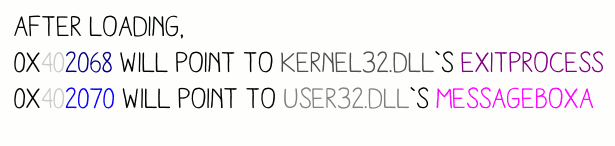 AFTER LOADING,
0X402068 WILL POINT TO KERNEL32.DLL`S EXITPROCESS
0X402070 WILL POINT TO USER32.DLL`S MESSAGEBOXA